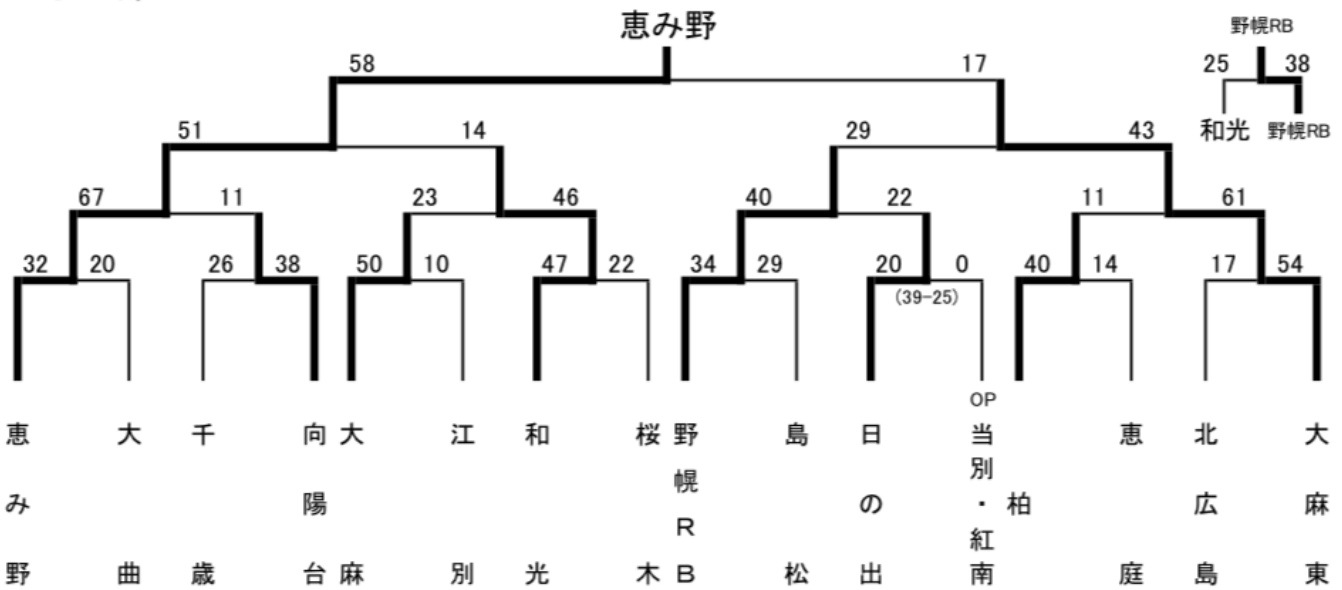 恵み野
野幌RB
58 17
25 38
和光 野幌RB
51 14 29 43
67 11 23 46 40 22 11 61
32 20 26 38 50 10 47 22 34 29 20 0 40 14 17 54
(39-25)
OP
恵み野
大曲
千歳
向陽台
大麻
江別
和光
桜木
野幌RB
島松
日の出
当別・紅南
柏
恵庭
北広島
大麻東